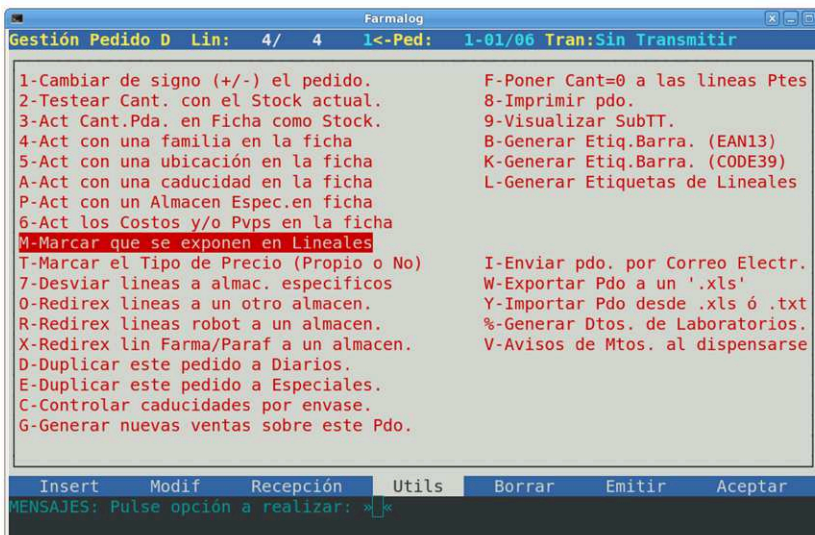 Farmalog
Gestión Pedido D Lin: 4/ 4 1<-Ped: 1-01/06 Tran:Sin Transmitir
1-Cambiar de signo (+/-) el pedido. F-Poner Cant=0 a las lineas Ptes
2-Testear Cant. con el Stock actual. 8-Imprimir pdo.
3-Act Cant.Pda. en Ficha como Stock. 9-Visualizar SubTT.
4-Act con una familia en la ficha B-Generar Etiq.Barra. (EAN13)
5-Act con una ubicación en la ficha K-Generar Etiq.Barra. (CODE39)
A-Act con una caducidad en la ficha L-Generar Etiquetas de Lineales
P-Act con un Almacen Espec.en ficha
6-Act los Costos y/o Pvps en la ficha
M-Marcar que se exponen en Lineales
T-Marcar el Tipo de Precio (Propio o No) I-Enviar pdo. por Correo Electr.
7-Desviar lineas a almac. especificos W-Exportar Pdo a un '.xls'
O-Redirex lineas a un otro almacen. Y-Importar Pdo desde .xls ó .txt
R-Redirex lineas robot a un almacen. %-Generar Dtos. de Laboratorios.
X-Redirex lin Farma/Paraf a un almacen. V-Avisos de Mtos. al dispensarse
D-Duplicar este pedido a Diarios.
E-Duplicar este pedido a Especiales.
C-Controlar caducidades por envase.
G-Generar nuevas ventas sobre este Pdo.
Insert Modif Recepción Utils Borrar Emitir Aceptar
MENSAJES: Pulse opción a realizar: » «